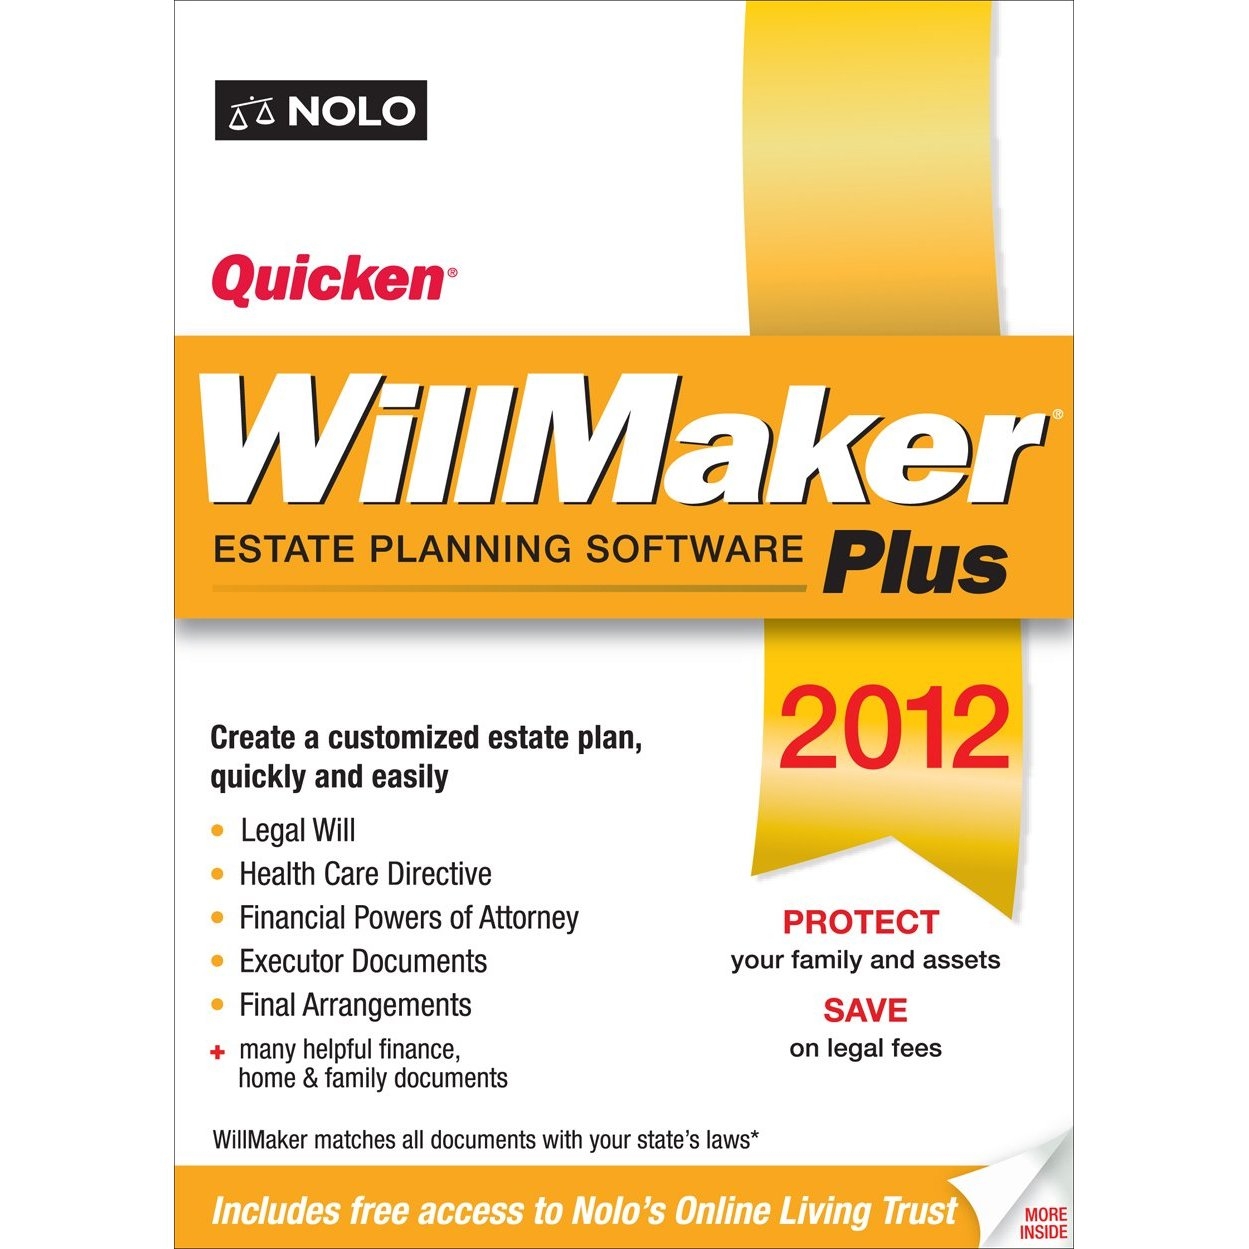 NOLO
Quicken®
WillMaker®
ESTATE PLANNING SOFTWARE Plus
2012
Create a customized estate plan,
quickly and easily
• Legal Will
• Health Care Directive
• Financial Powers of Attorney
• Executor Documents
• Final Arrangements
+ many helpful finance,
home & family documents
PROTECT
your family and assets
SAVE
on legal fees
WillMaker matches all documents with your state's laws*
Includes free access to Nolo's Online Living Trust
MORE
INSIDE